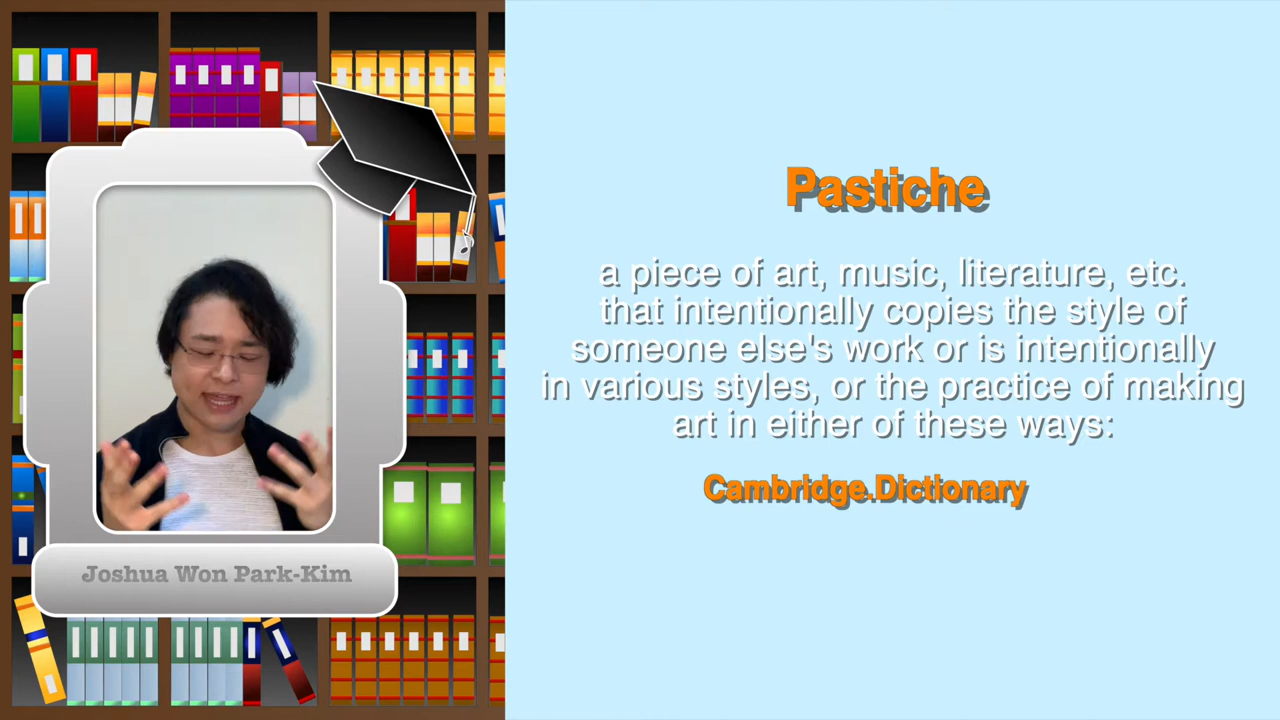 Pastiche
a piece of art, music, literature, etc.
that intentionally copies the style of
someone else's work or is intentionally
in various styles, or the practice of making
art in either of these ways:
Cambridge.Dictionary
Joshua Won Park-Kim